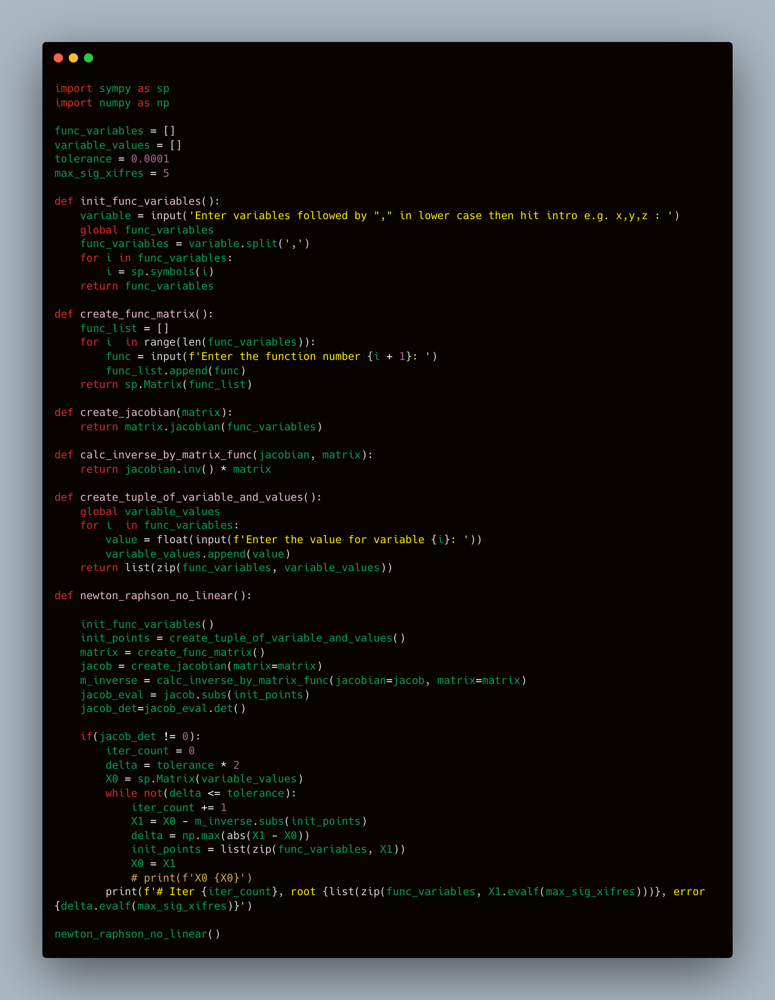 import sympy as sp
import numpy as np

func_variables = []
variable_values = []
tolerance = 0.0001
max_sig_xifres = 5

def init_func_variables():
    variable = input('Enter variables followed by "," in lower case then hit intro e.g. x,y,z : ')
    global func_variables
    func_variables = variable.split(',')
    for i in func_variables:
        i = sp.symbols(i)
    return func_variables

def create_func_matrix():
    func_list = []
    for i  in range(len(func_variables)):
        func = input(f'Enter the function number {i + 1}: ')
        func_list.append(func)
    return sp.Matrix(func_list)

def create_jacobian(matrix):
    return matrix.jacobian(func_variables)

def calc_inverse_by_matrix_func(jacobian, matrix):
    return jacobian.inv() * matrix

def create_tuple_of_variable_and_values():
    global variable_values
    for i  in func_variables:
        value = float(input(f'Enter the value for variable {i}: '))
        variable_values.append(value)
    return list(zip(func_variables, variable_values))

def newton_raphson_no_linear():

    init_func_variables()
    init_points = create_tuple_of_variable_and_values()
    matrix = create_func_matrix()
    jacob = create_jacobian(matrix=matrix)
    m_inverse = calc_inverse_by_matrix_func(jacobian=jacob, matrix=matrix)
    jacob_eval = jacob.subs(init_points)
    jacob_det=jacob_eval.det()

    if(jacob_det != 0):
        iter_count = 0
        delta = tolerance * 2
        X0 = sp.Matrix(variable_values)
        while not(delta <= tolerance):
            iter_count += 1
            X1 = X0 - m_inverse.subs(init_points)
            delta = np.max(abs(X1 - X0))
            init_points = list(zip(func_variables, X1))
            X0 = X1
            # print(f'X0 {X0}')
        print(f'# Iter {iter_count}, root {list(zip(func_variables, X1.evalf(max_sig_xifres)))}, error
{delta.evalf(max_sig_xifres)}')

newton_raphson_no_linear()